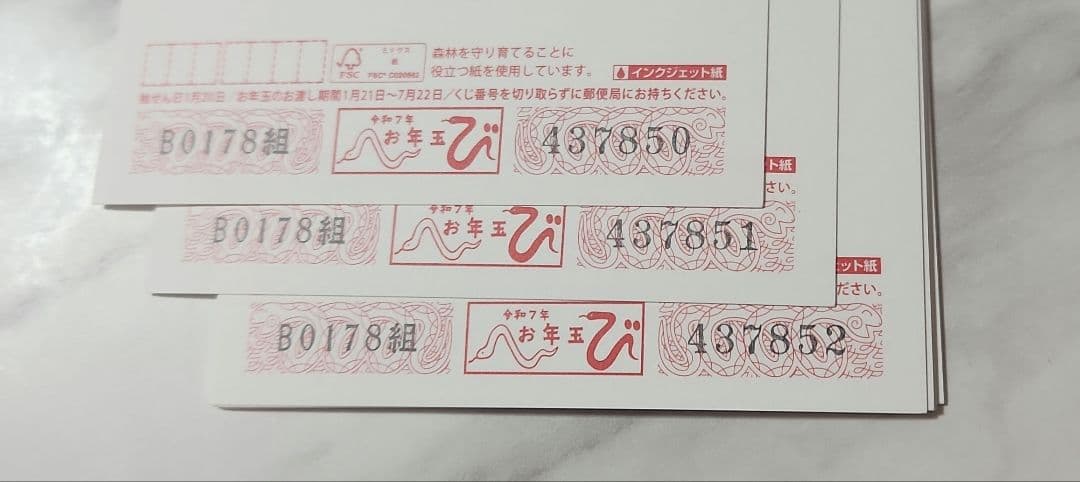 ミックス
紙
FSC
FSC® C020862
森林を守り育てることに
役立つ紙を使用しています。
インクジェット紙
抽せん日1月20日 お年玉のお渡し期間1月21日~7月22日/くじ番号を切り取らずに郵便局にお持ちください。
B0178組
令和7年
お年玉
び
437850
ット紙
さい。
B0178組
令和7年
お年玉
び
437851
ェット紙
ださい。
B0178組
令和7年
お年玉
び
437852